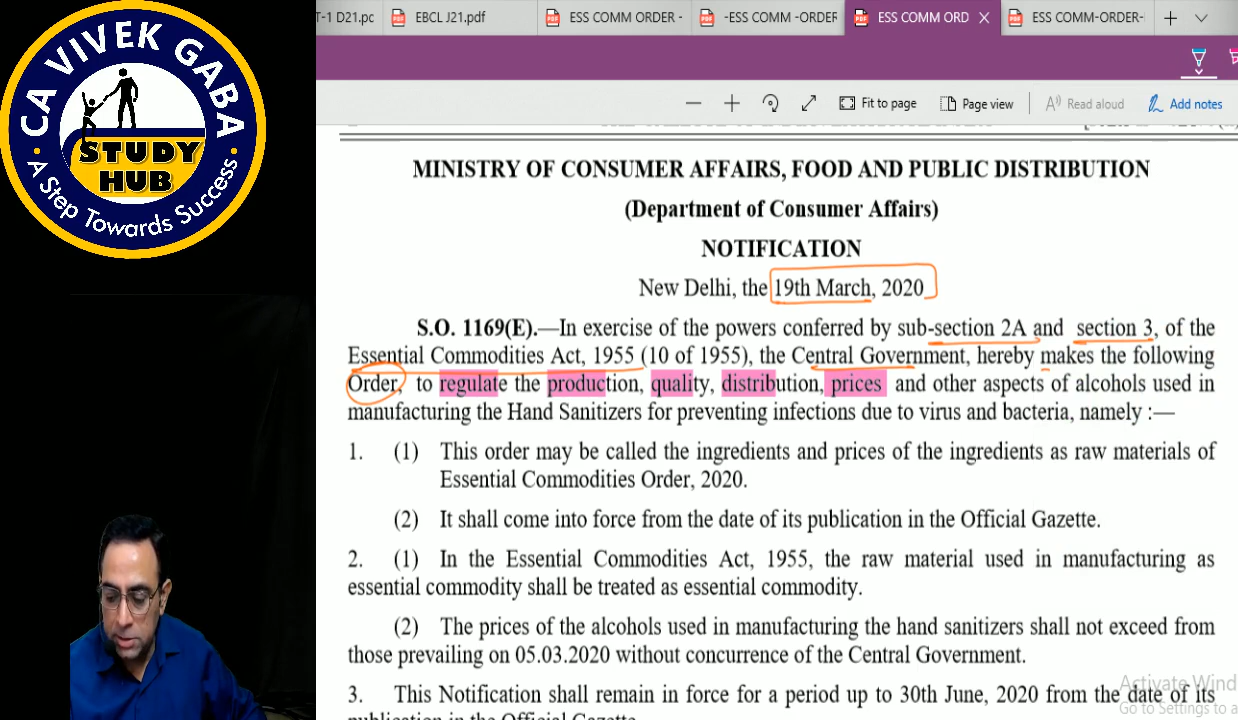 CA VIVEK GABA
STUDY
HUB
A Step Towards Success
T-1 D21.pc
EBCL J21.pdf
ESS COMM ORDER -
-ESS COMM -ORDER
ESS COMM ORD
ESS COMM-ORDER-
Fit to page
Page view
Read aloud
Add notes
MINISTRY OF CONSUMER AFFAIRS, FOOD AND PUBLIC DISTRIBUTION
(Department of Consumer Affairs)
NOTIFICATION
New Delhi, the 19th March, 2020
S.O. 1169(E).—In exercise of the powers conferred by sub-section 2A and section 3, of the
Essential Commodities Act, 1955 (10 of 1955), the Central Government, hereby makes the following
Order, to regulate the production, quality, distribution, prices and other aspects of alcohols used in
manufacturing the Hand Sanitizers for preventing infections due to virus and bacteria, namely :—
1. (1) This order may be called the ingredients and prices of the ingredients as raw materials of
Essential Commodities Order, 2020.
(2) It shall come into force from the date of its publication in the Official Gazette.
2. (1) In the Essential Commodities Act, 1955, the raw material used in manufacturing as
essential commodity shall be treated as essential commodity.
(2) The prices of the alcohols used in manufacturing the hand sanitizers shall not exceed from
those prevailing on 05.03.2020 without concurrence of the Central Government.
3. This Notification shall remain in force for a period up to 30th June, 2020 from the date of its
publication in the Official Gazette.
Activate Wind
Go to Settings to a